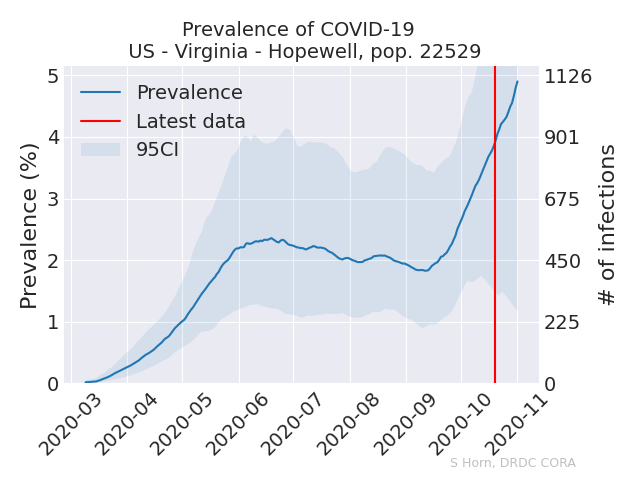 Prevalence of COVID-19
US - Virginia - Hopewell, pop. 22529
Prevalence
Latest data
95CI
Prevalence (%)
5
4
3
2
1
0
1126
901
675
450
225
0
# of infections
2020-03
2020-04
2020-05
2020-06
2020-07
2020-08
2020-09
2020-10
2020-11
S Horn, DRDC CORA